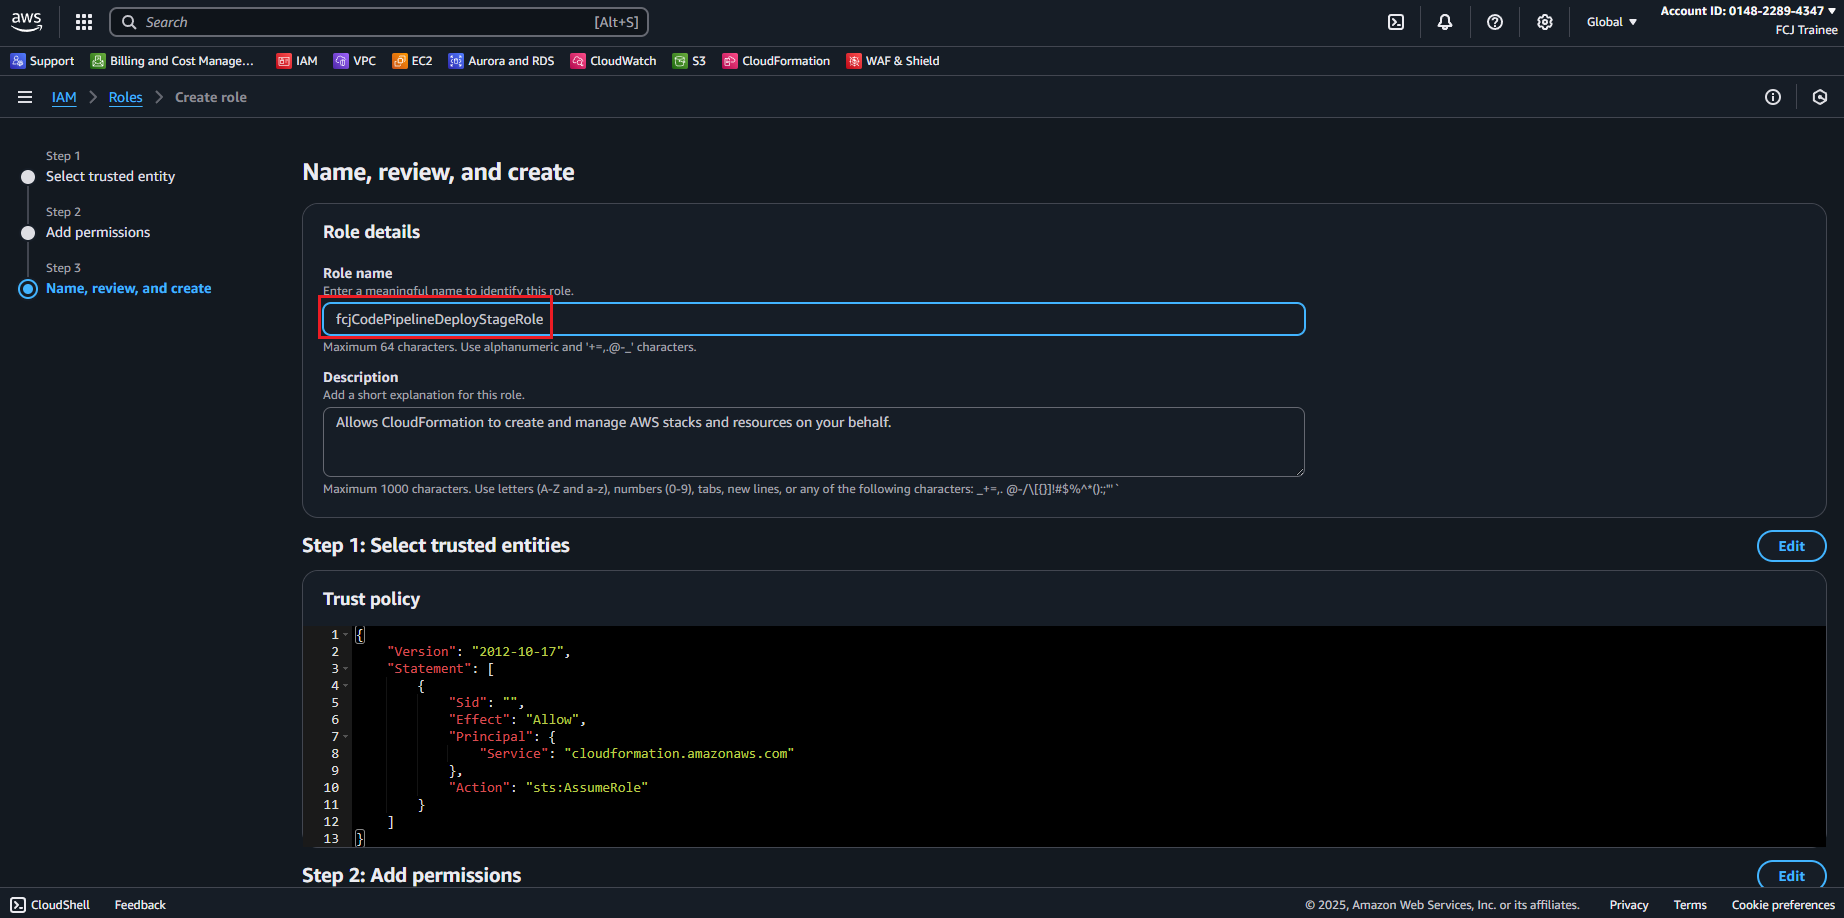 aws
Search
[Alt+S]
Global
Account ID: 0148-2289-4347
FCJ Trainee
Support
Billing and Cost Manage...
IAM
VPC
EC2
Aurora and RDS
CloudWatch
S3
CloudFormation
WAF & Shield
IAM
Roles
Create role
Step 1
Select trusted entity
Step 2
Add permissions
Step 3
Name, review, and create
Name, review, and create
Role details
Role name
Enter a meaningful name to identify this role.
fcjCodePipelineDeployStageRole
Maximum 64 characters. Use alphanumeric and '+=,.@-_' characters.
Description
Add a short explanation for this role.
Allows CloudFormation to create and manage AWS stacks and resources on your behalf.
Maximum 1000 characters. Use letters (A-Z and a-z), numbers (0-9), tabs, new lines, or any of the following characters: _+=,. @-/\[{}]!#$%^*();:"'`
Step 1: Select trusted entities
Edit
Trust policy
1 {
2 "Version": "2012-10-17",
3 "Statement": [
4 {
5 "Sid": "",
6 "Effect": "Allow",
7 "Principal": {
8 "Service": "cloudformation.amazonaws.com"
9 },
10 "Action": "sts:AssumeRole"
11 }
12 ]
13 }
Step 2: Add permissions
Edit
CloudShell
Feedback
© 2025, Amazon Web Services, Inc. or its affiliates.
Privacy
Terms
Cookie preferences